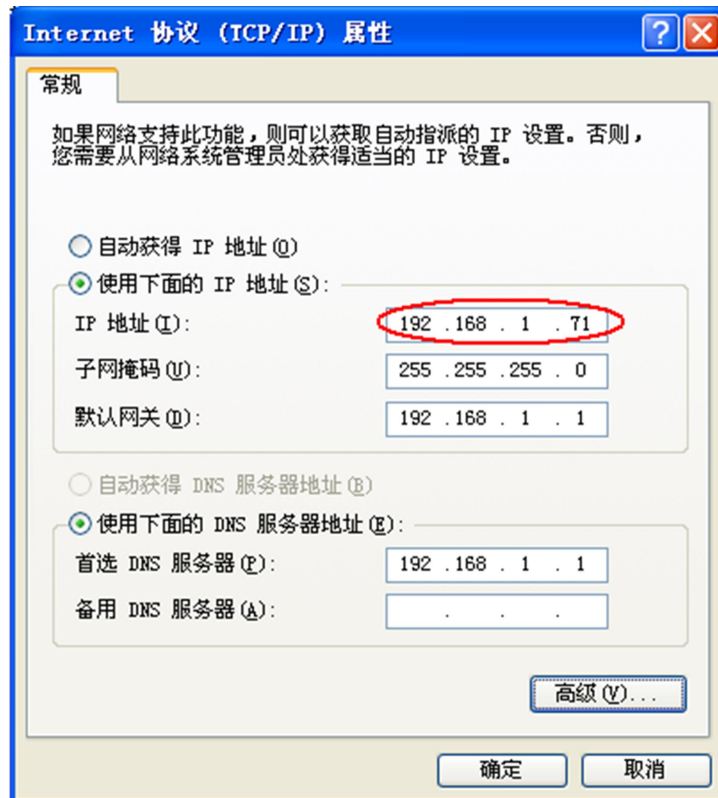 Internet 协议 (TCP/IP) 属性
常规
如果网络支持此功能，则可以获取自动指派的 IP 设置。否则，
您需要从网络系统管理员处获得适当的 IP 设置。
自动获得 IP 地址(O)
使用下面的 IP 地址(S):
IP 地址(I): 192 .168 . 1 .71
子网掩码(U): 255 .255 .255 . 0
默认网关(D): 192 .168 . 1 . 1
自动获得 DNS 服务器地址(B)
使用下面的 DNS 服务器地址(E):
首选 DNS 服务器(P): 192 .168 . 1 . 1
备用 DNS 服务器(A): . . .
高级(V)...
确定 取消